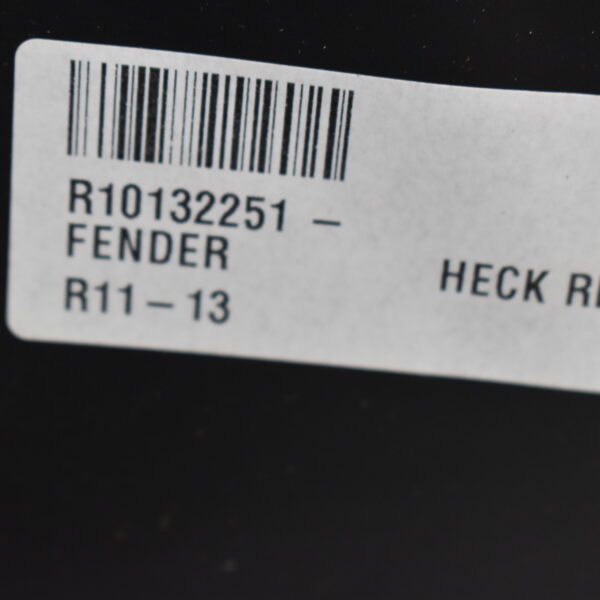 R10132251 –
FENDER
R11–13
HECK